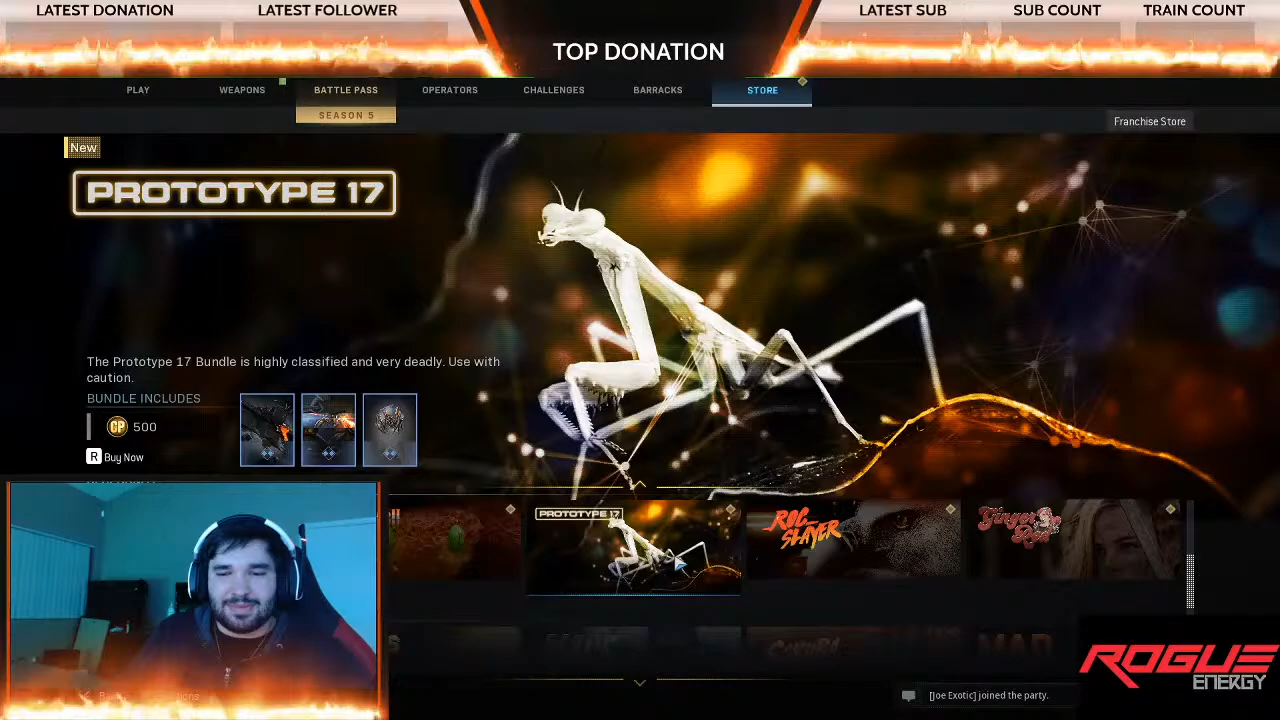 LATEST DONATION
LATEST FOLLOWER
TOP DONATION
LATEST SUB
SUB COUNT
TRAIN COUNT
PLAY
WEAPONS
BATTLE PASS
OPERATORS
CHALLENGES
BARRACKS
STORE
SEASON 5
Franchise Store
New
PROTOTYPE 17
The Prototype 17 Bundle is highly classified and very deadly. Use with
caution.
BUNDLE INCLUDES
CP 500
R Buy Now
PROTOTYPE 17
ROC
SLAYER
Ginger
Red
MAD
[Joe Exotic] joined the party.
ROGUE
ENERGY